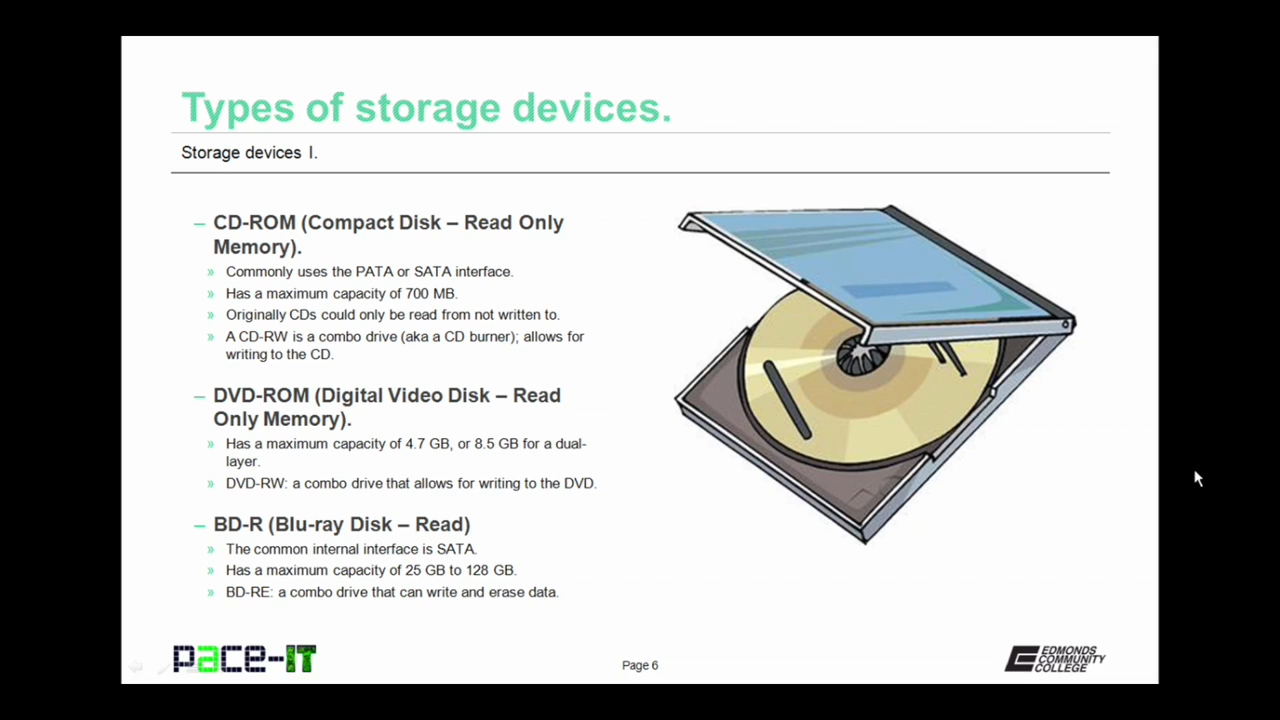 Types of storage devices.
Storage devices I.
– CD-ROM (Compact Disk – Read Only
Memory).
» Commonly uses the PATA or SATA interface.
» Has a maximum capacity of 700 MB.
» Originally CDs could only be read from not written to.
» A CD-RW is a combo drive (aka a CD burner); allows for
writing to the CD.
– DVD-ROM (Digital Video Disk – Read
Only Memory).
» Has a maximum capacity of 4.7 GB, or 8.5 GB for a dual-
layer.
» DVD-RW: a combo drive that allows for writing to the DVD.
– BD-R (Blu-ray Disk – Read)
» The common internal interface is SATA.
» Has a maximum capacity of 25 GB to 128 GB.
» BD-RE: a combo drive that can write and erase data.
pace-IT
Page 6
EDMONDS
COMMUNITY
COLLEGE